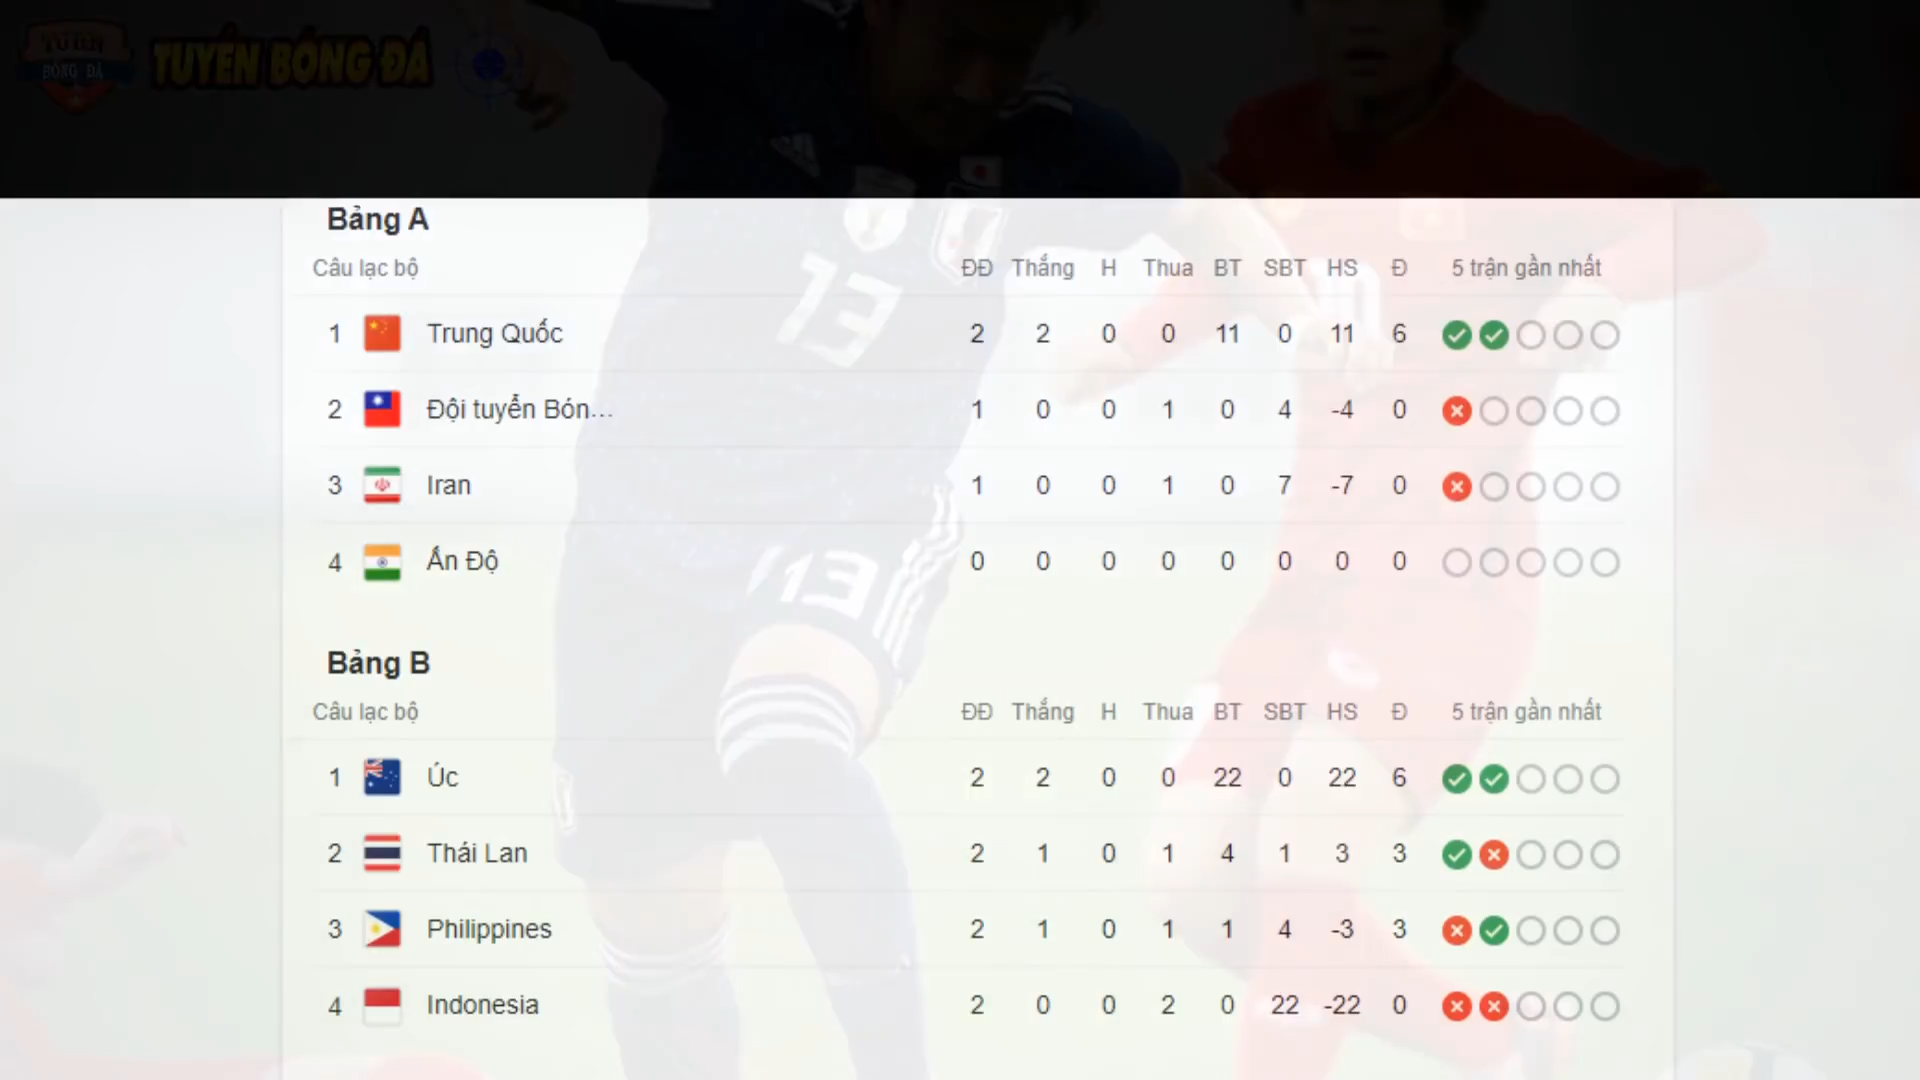 TUYỂN
BÓNG ĐÁ
TUYỂN BÓNG ĐÁ
Bảng A
Câu lạc bộ ĐĐ Thắng H Thua BT SBT HS Đ 5 trận gần nhất
1 Trung Quốc 2 2 0 0 11 0 11 6
2 Đội tuyển Bón... 1 0 0 1 0 4 -4 0
3 Iran 1 0 0 1 0 7 -7 0
4 Ấn Độ 0 0 0 0 0 0 0 0
Bảng B
Câu lạc bộ ĐĐ Thắng H Thua BT SBT HS Đ 5 trận gần nhất
1 Úc 2 2 0 0 22 0 22 6
2 Thái Lan 2 1 0 1 4 1 3 3
3 Philippines 2 1 0 1 1 4 -3 3
4 Indonesia 2 0 0 2 0 22 -22 0
13
13